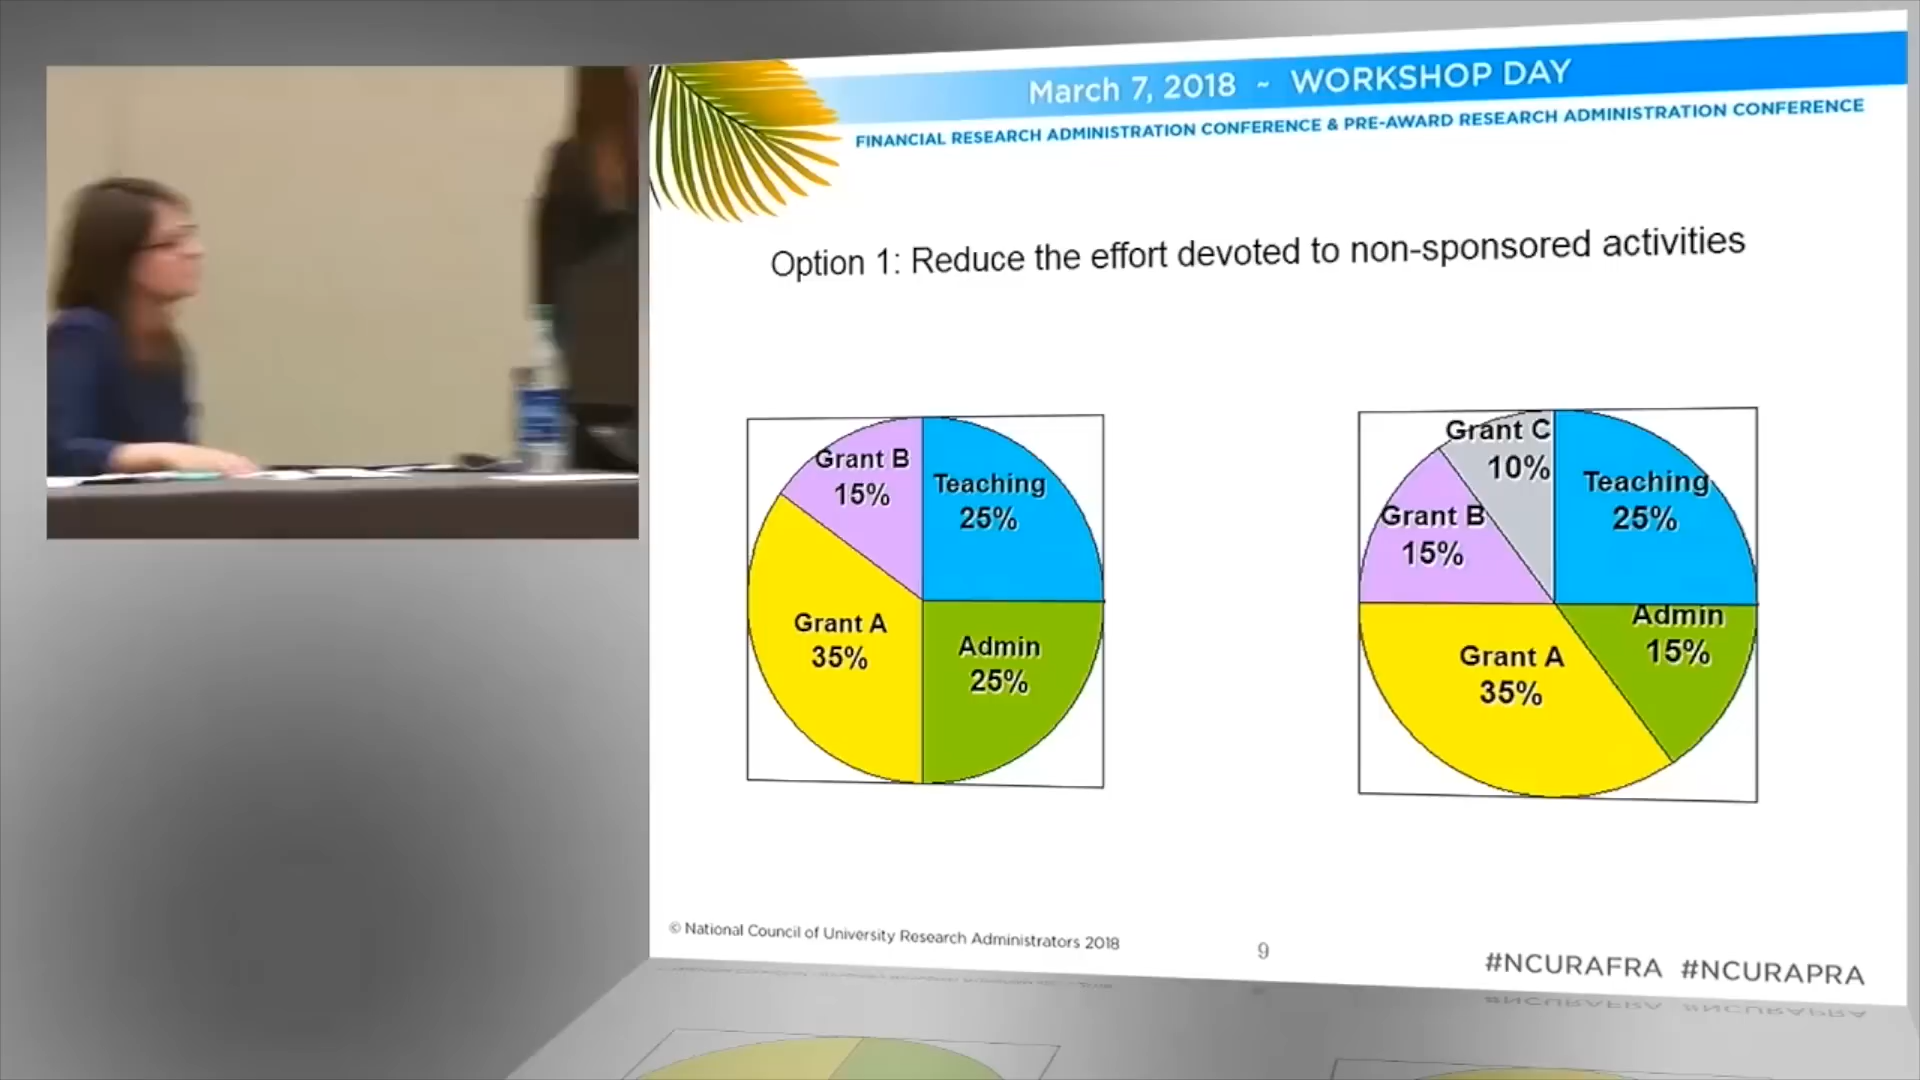 March 7, 2018 ~ WORKSHOP DAY
FINANCIAL RESEARCH ADMINISTRATION CONFERENCE & PRE-AWARD RESEARCH ADMINISTRATION CONFERENCE
Option 1: Reduce the effort devoted to non-sponsored activities
Grant B
15%
Teaching
25%
Grant A
35%
Admin
25%
Grant C
10%
Teaching
25%
Grant B
15%
Admin
15%
Grant A
35%
© National Council of University Research Administrators 2018
9
#NCURAFRA #NCURAPRA